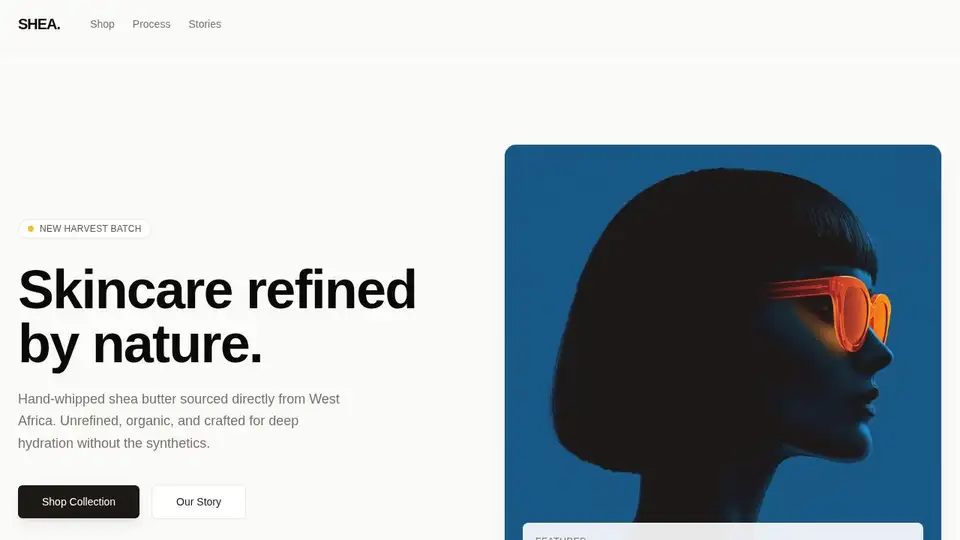 SHEA.
Shop
Process
Stories
NEW HARVEST BATCH
Skincare refined
by nature.
Hand-whipped shea butter sourced directly from West
Africa. Unrefined, organic, and crafted for deep
hydration without the synthetics.
Shop Collection
Our Story
FEATURED